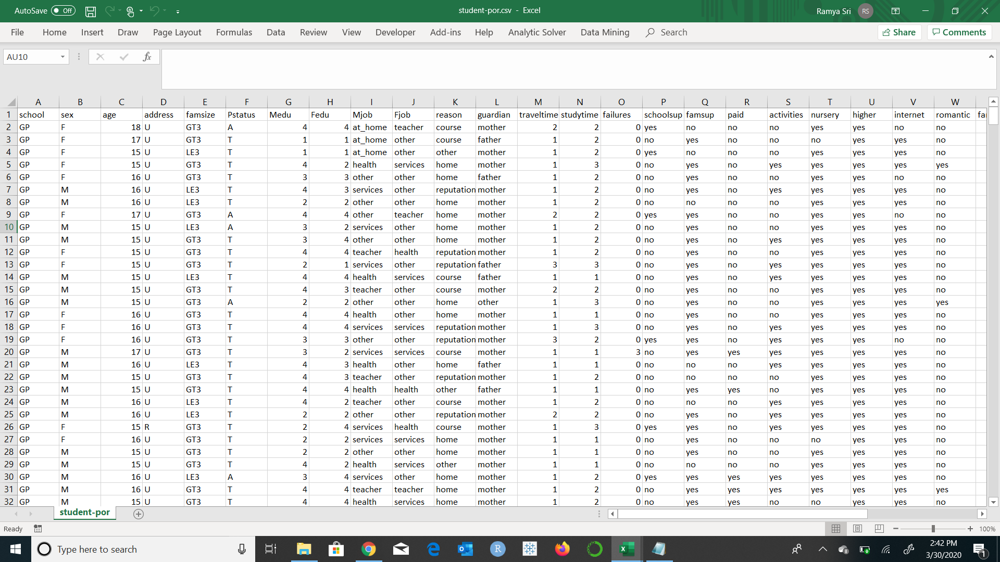 AutoSave Off student-por.csv - Excel Ramya Sri RS
File Home Insert Draw Page Layout Formulas Data Review View Developer Add-ins Help Analytic Solver Data Mining Search Share Comments
AU10 fx
A B C D E F G H I J K L M N O P Q R S T U V W
1 school sex age address famsize Pstatus Medu Fedu Mjob Fjob reason guardian traveltime studytime failures schoolsup famsup paid activities nursery higher internet romantic
2 GP F 18 U GT3 A 4 4 at_home teacher course mother 2 2 0 yes no no no yes yes no no
3 GP F 17 U GT3 T 1 1 at_home other course father 1 2 0 no yes no no no yes yes no
4 GP F 15 U LE3 T 1 1 at_home other other mother 1 2 0 yes no no no yes yes yes no
5 GP F 15 U GT3 T 4 2 health services home mother 1 3 0 no yes no yes yes yes yes yes
6 GP F 16 U GT3 T 3 3 other other home father 1 2 0 no yes no no yes yes no no
7 GP M 16 U LE3 T 4 3 services other reputation mother 1 2 0 no yes no yes yes yes yes no
8 GP M 16 U LE3 T 2 2 other other home mother 1 2 0 no no no no yes yes yes no
9 GP F 17 U GT3 A 4 4 other teacher home mother 2 2 0 yes yes no no yes yes no no
10 GP M 15 U LE3 A 3 2 services other home mother 1 2 0 no yes no no yes yes yes no
11 GP M 15 U GT3 T 3 4 other other home mother 1 2 0 no yes no yes yes yes yes no
12 GP F 15 U GT3 T 4 4 teacher health reputation mother 1 2 0 no yes no no yes yes yes no
13 GP F 15 U GT3 T 2 1 services other reputation father 3 3 0 no yes no yes yes yes yes no
14 GP M 15 U LE3 T 4 4 health services course father 1 1 0 no yes no yes yes yes yes no
15 GP M 15 U GT3 T 4 3 teacher other course mother 2 2 0 no yes no no yes yes yes no
16 GP M 15 U GT3 A 2 2 other other home other 1 3 0 no yes no no yes yes yes yes
17 GP F 16 U GT3 T 4 4 health other home mother 1 1 0 no yes no no yes yes yes no
18 GP F 16 U GT3 T 4 4 services services reputation mother 1 3 0 no yes no yes yes yes yes no
19 GP F 16 U GT3 T 3 3 other other reputation mother 3 2 0 yes yes no yes yes yes no no
20 GP M 17 U GT3 T 3 2 services services course mother 1 1 3 no yes yes yes yes yes yes no
21 GP M 16 U LE3 T 4 3 health other home father 1 1 0 no no no yes yes yes yes no
22 GP M 15 U GT3 T 4 3 teacher other reputation mother 1 2 0 no no no no yes yes yes no
23 GP M 15 U GT3 T 4 4 health health other father 1 1 0 no yes yes no yes yes yes no
24 GP M 16 U LE3 T 4 2 teacher other course mother 1 2 0 no no no yes yes yes yes no
25 GP M 16 U LE3 T 2 2 other other reputation mother 2 2 0 no yes no yes yes yes yes no
26 GP F 15 R GT3 T 2 4 services health course mother 1 3 0 yes yes no yes yes yes yes no
27 GP F 16 U GT3 T 2 2 services services home mother 1 1 0 no yes no no no yes yes no
28 GP M 15 U GT3 T 2 2 other other home mother 1 1 0 no yes no no yes yes yes no
29 GP M 15 U GT3 T 4 2 health services other mother 1 1 0 no no no no yes yes yes no
30 GP M 16 U LE3 A 3 4 services other home mother 1 2 0 yes yes yes yes yes yes yes no
31 GP M 16 U GT3 T 4 4 teacher teacher home mother 1 2 0 no yes yes yes yes yes yes yes
32 GP M 15 U GT3 T 4 4 health services home mother 1 2 0 no yes yes no no yes yes no
student-por
Ready 100%
Type here to search 2:42 PM
3/30/2020 1